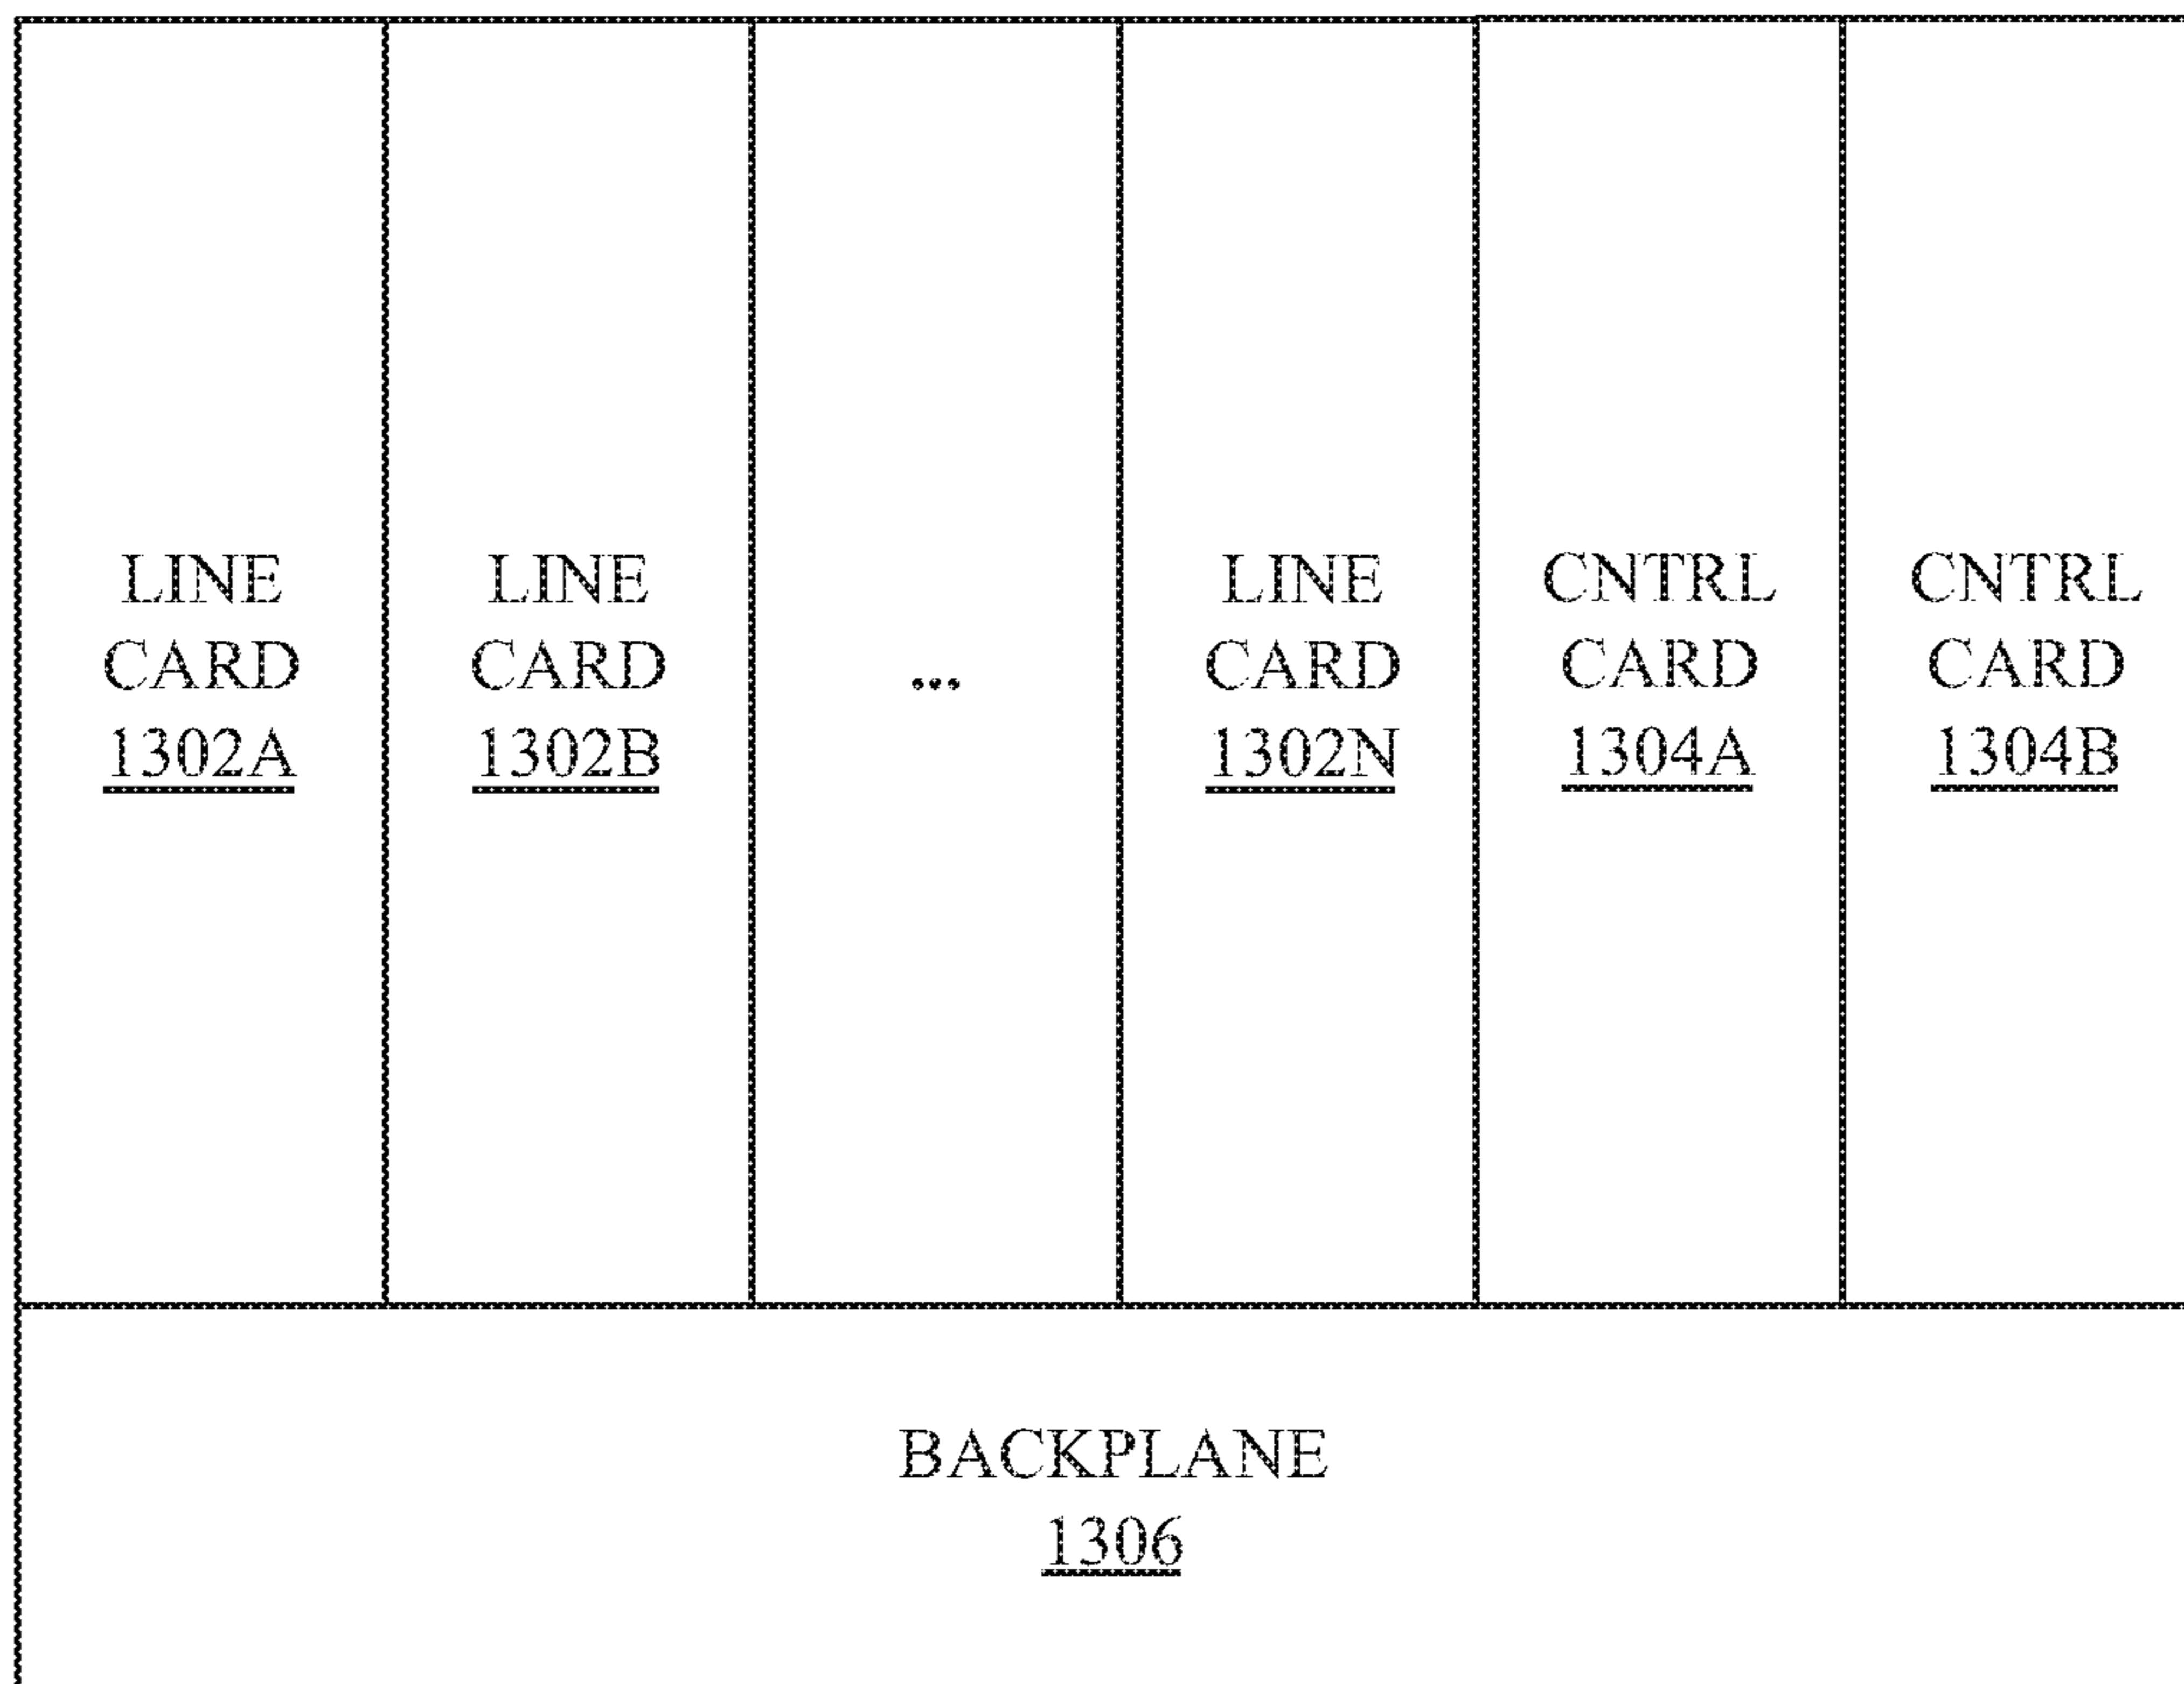 LINE
CARD
1302A
LINE
CARD
1302B
...
LINE
CARD
1302N
CNTRL
CARD
1304A
CNTRL
CARD
1304B
BACKPLANE
1306